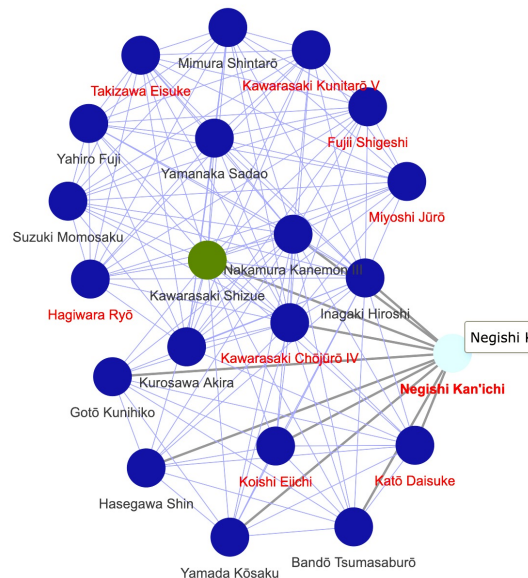 Mimura Shintarō
Takizawa Eisuke
Kawarasaki Kunitarō V
Fujii Shigeshi
Yahiro Fuji
Yamanaka Sadao
Miyoshi Jūrō
Suzuki Momosaku
Nakamura Kanemon III
Kawarasaki Shizue
Hagiwara Ryō
Inagaki Hiroshi
Negishi K
Kawarasaki Chōjūrō IV
Kurosawa Akira
Negishi Kan'ichi
Gotō Kunihiko
Koishi Eiichi
Katō Daisuke
Hasegawa Shin
Bandō Tsumasaburō
Yamada Kōsaku